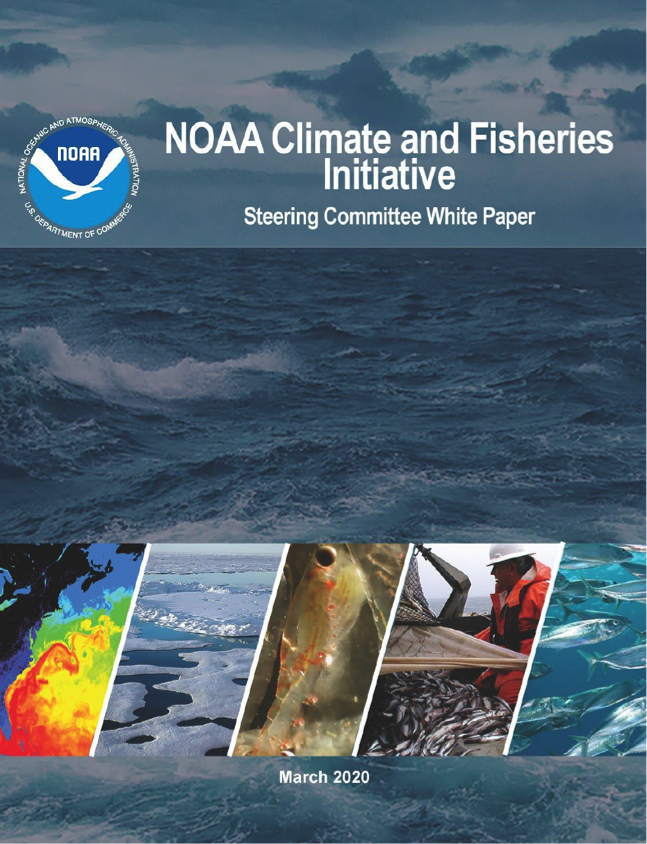 NOAA Climate and Fisheries
Initiative
Steering Committee White Paper
NATIONAL OCEANIC AND ATMOSPHERIC ADMINISTRATION
NOAA
U.S. DEPARTMENT OF COMMERCE
March 2020